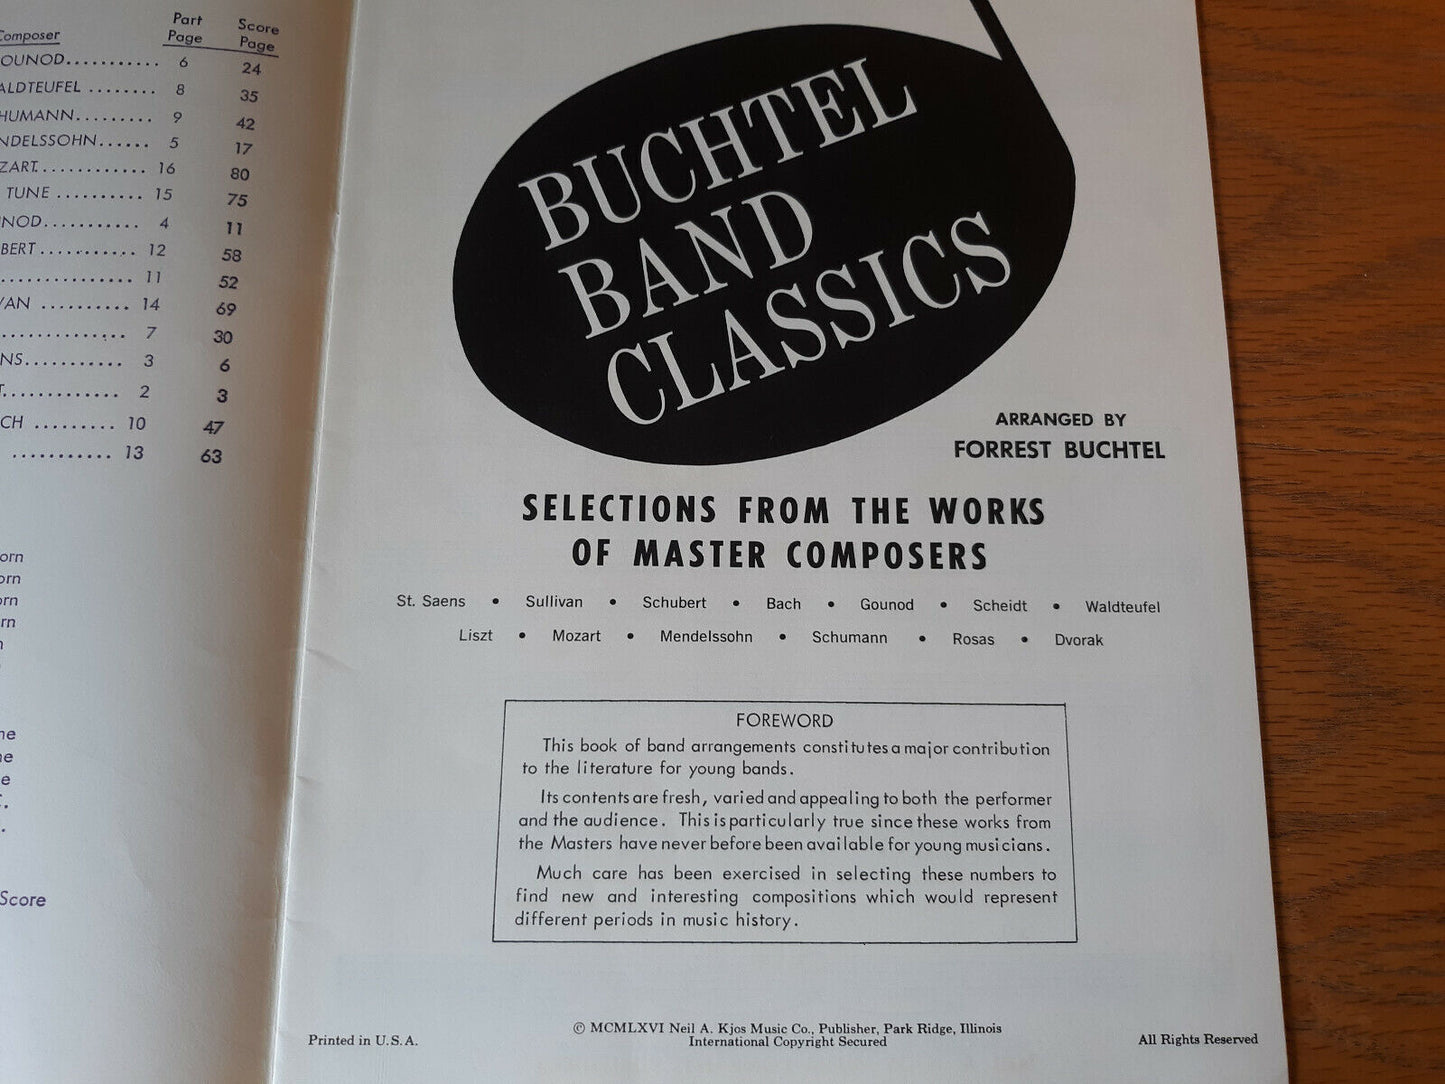 Composer Part Page Score Page
OUNOD........... 6 24
ALDTEUFEL ........ 8 35
HUMANN......... 9 42
NDELSSOHN...... 5 17
ZART............ 16 80
TUNE .......... 15 75
NOD........... 4 11
BERT ........... 12 58
................ 11 52
VAN .......... 14 69
................ 7 30
NS........... 3 6
T............. 2 3
CH ......... 10 47
........... 13 63
orn
orn
orn
rn
n
ne
ne
e
Score
BUCHTEL
BAND
CLASSICS
ARRANGED BY
FORREST BUCHTEL
SELECTIONS FROM THE WORKS
OF MASTER COMPOSERS
St. Saens • Sullivan • Schubert • Bach • Gounod • Scheidt • Waldteufel
Liszt • Mozart • Mendelssohn • Schumann • Rosas • Dvorak
FOREWORD
This book of band arrangements constitutes a major contribution
to the literature for young bands.
Its contents are fresh, varied and appealing to both the performer
and the audience. This is particularly true since these works from
the Masters have never before been available for young musicians.
Much care has been exercised in selecting these numbers to
find new and interesting compositions which would represent
different periods in music history.
© MCMLXVI Neil A. Kjos Music Co., Publisher, Park Ridge, Illinois
Printed in U.S.A. International Copyright Secured All Rights Reserved